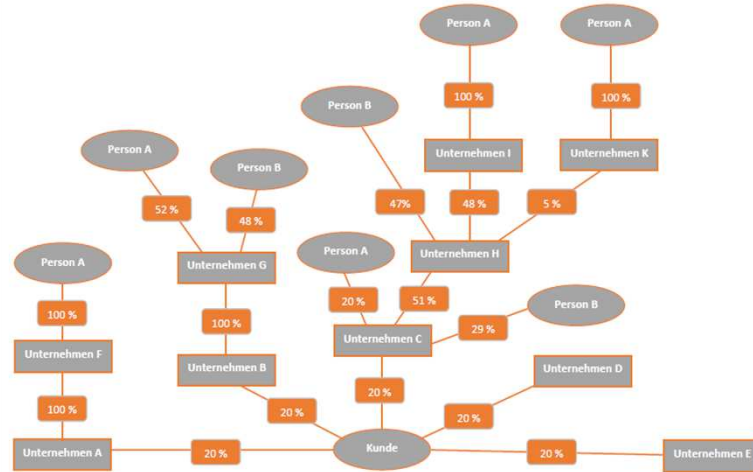 Person A
Person A
100 %
100 %
Person B
Person A
Unternehmen I
Unternehmen K
Person B
52 %
48 %
47%
48 %
5 %
Person A
Unternehmen H
Person A
Unternehmen G
20 %
51 %
Person B
100 %
100 %
29 %
Unternehmen F
Unternehmen C
Unternehmen B
Unternehmen D
100 %
20 %
20 %
20 %
Unternehmen A
20 %
Kunde
20 %
Unternehmen E